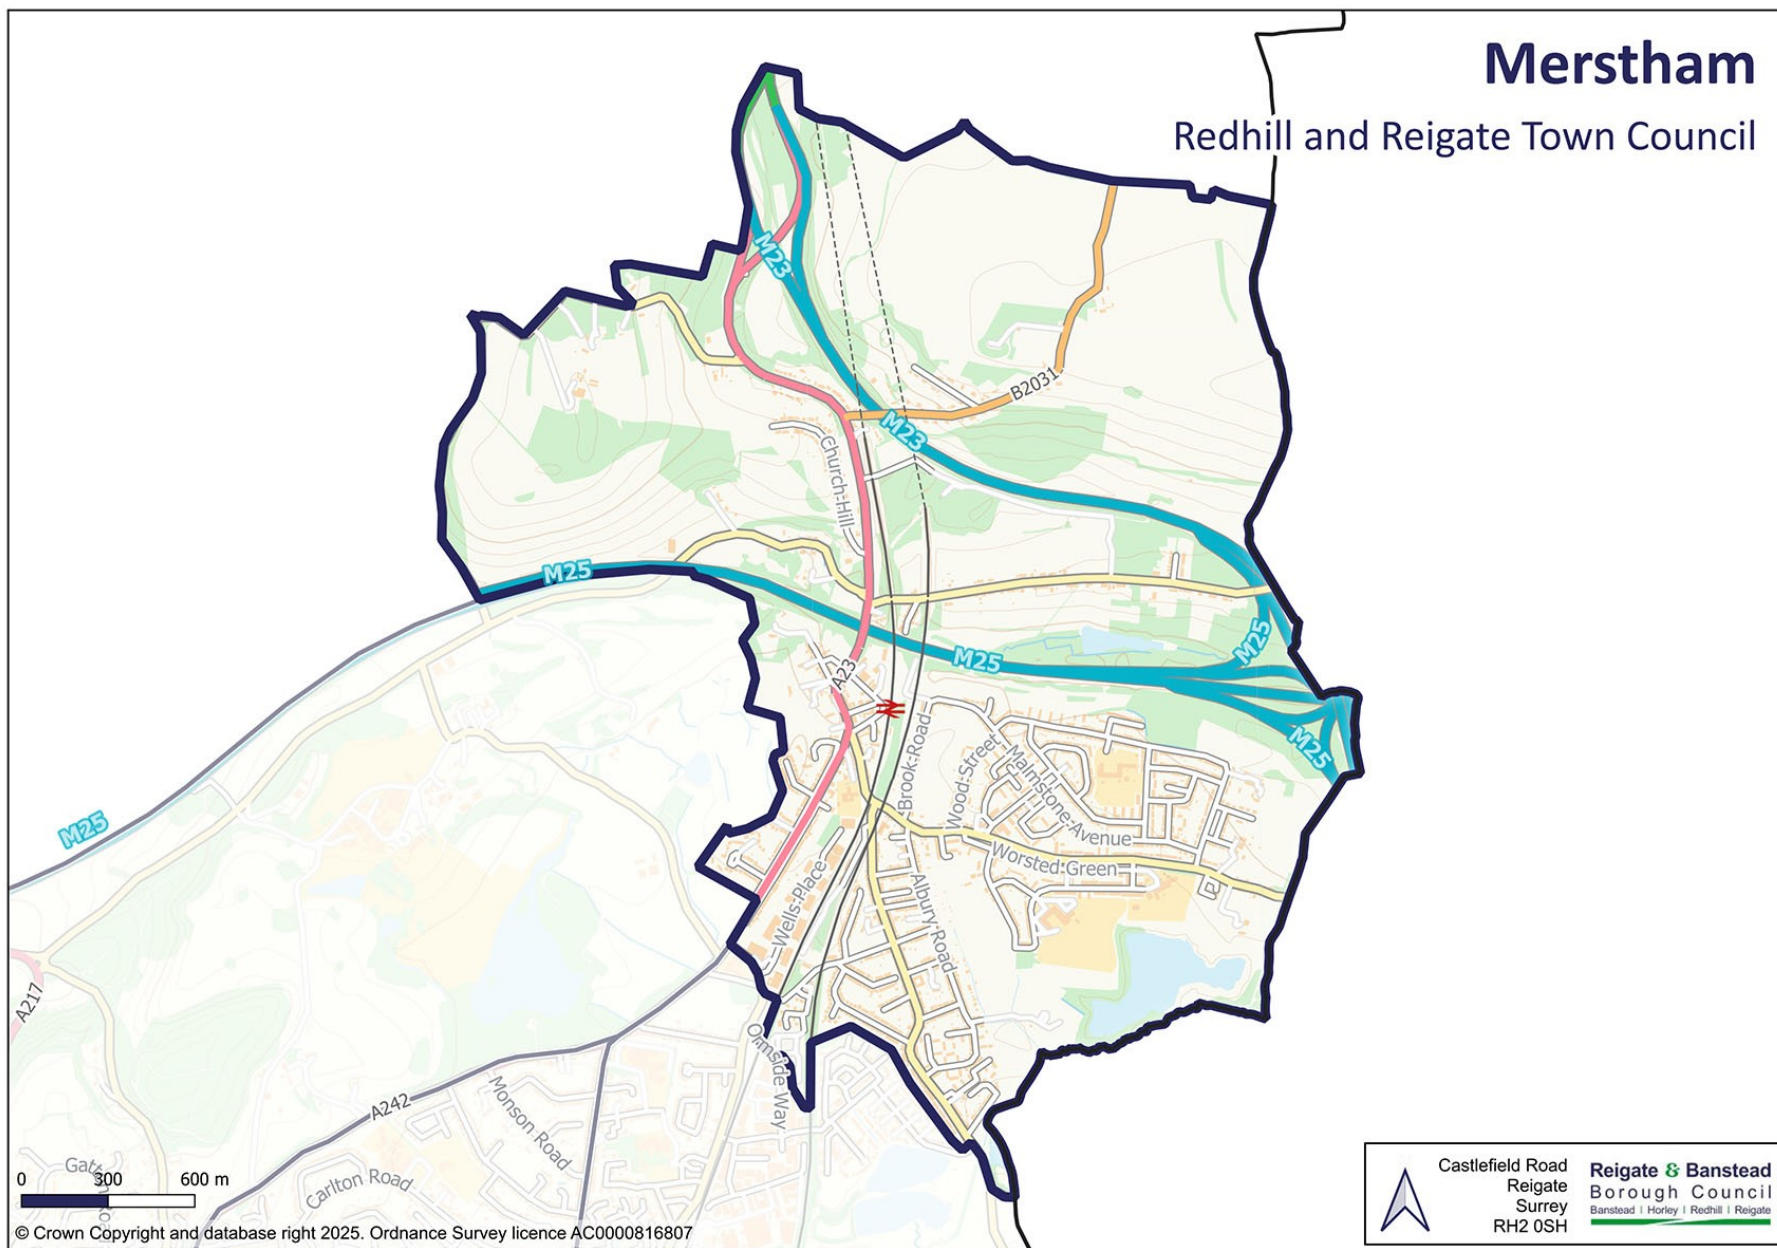 Merstham
Redhill and Reigate Town Council
M23
B2031
M23
Church Hill
M25
M25
M25
A23
M25
Brook Road
Wood Street
Malmstone Avenue
Worsted Green
M25
Wells Place
Albury Road
A217
Ormside Way
A242
Monson Road
Carlton Road
0 300 600 m
© Crown Copyright and database right 2025. Ordnance Survey licence AC0000816807
Castlefield Road
Reigate
Surrey
RH2 0SH
Reigate & Banstead
Borough Council
Banstead | Horley | Redhill | Reigate